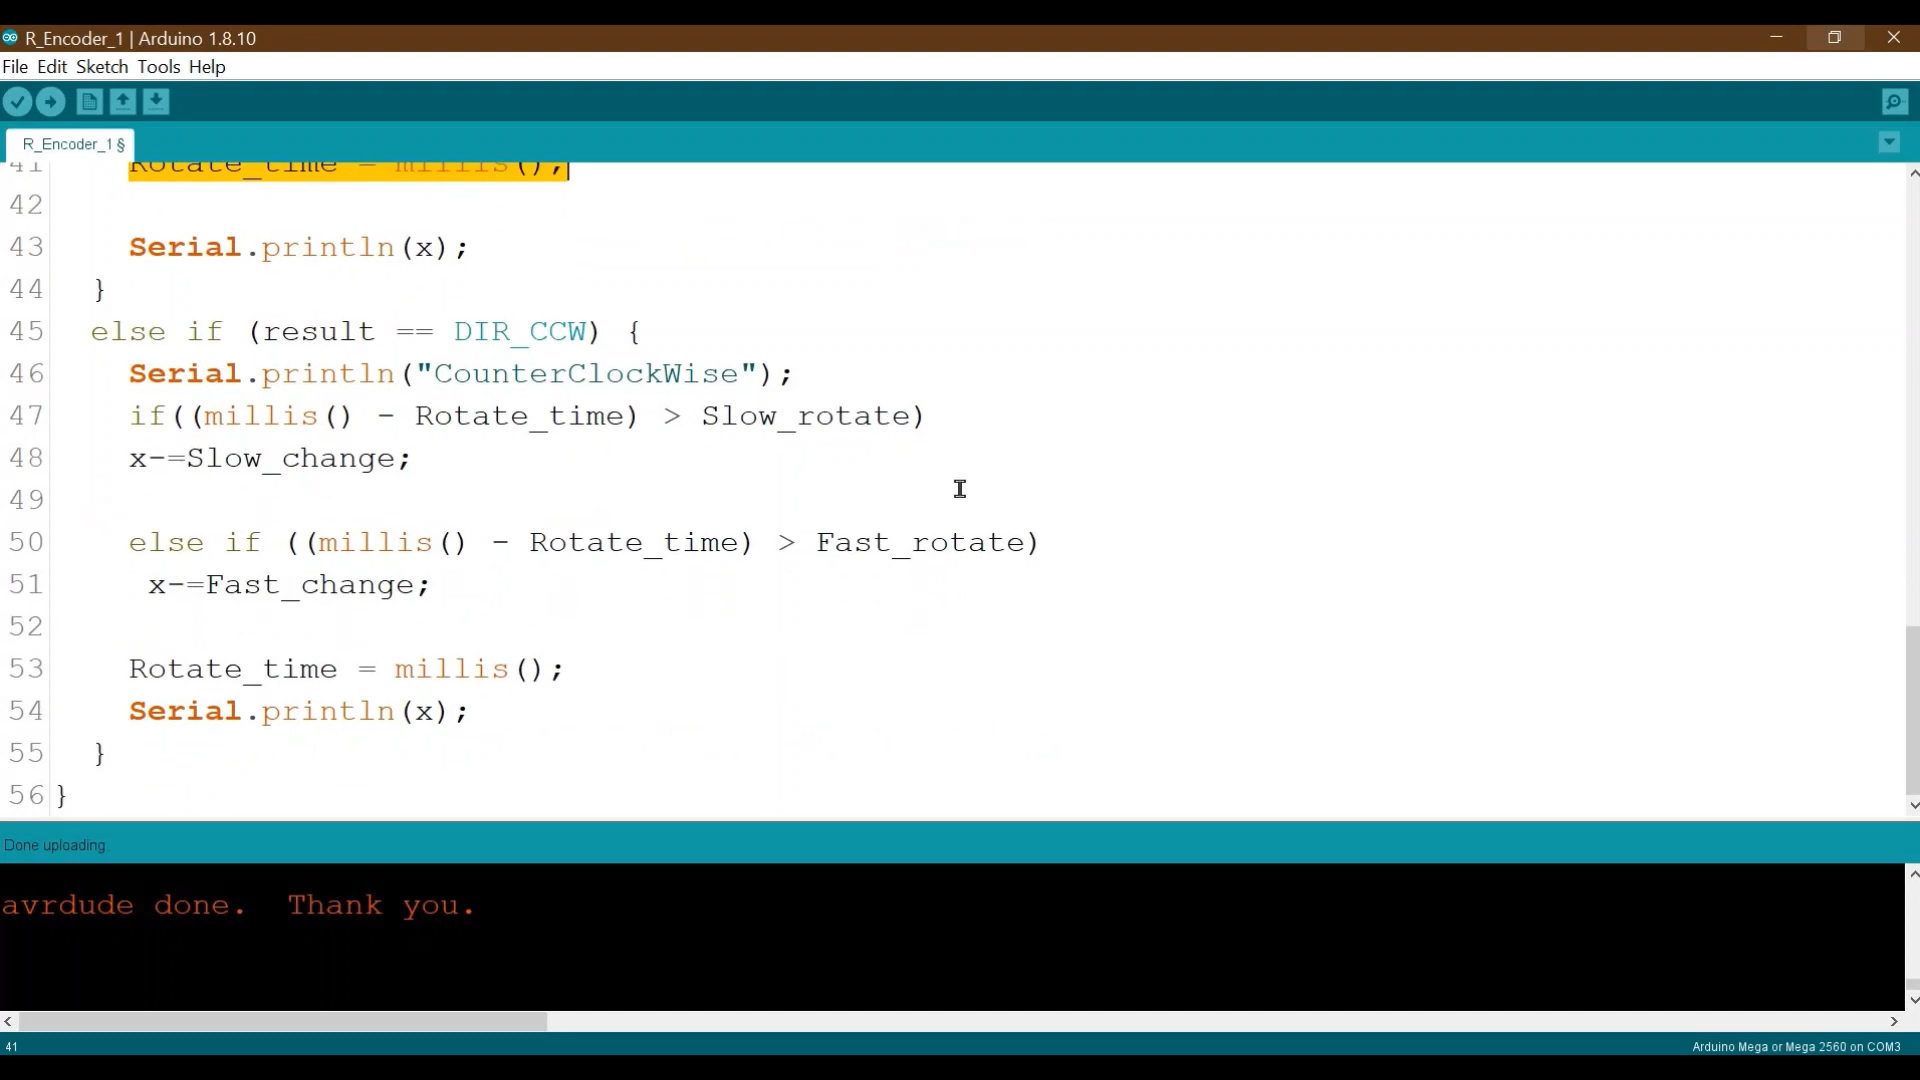 R_Encoder_1 | Arduino 1.8.10
File Edit Sketch Tools Help
R_Encoder_1 §
41 Rotate_time = millis();
42
43 Serial.println(x);
44 }
45 else if (result == DIR_CCW) {
46 Serial.println("CounterClockWise");
47 if((millis() - Rotate_time) > Slow_rotate)
48 x-=Slow_change;
49
50 else if ((millis() - Rotate_time) > Fast_rotate)
51 x-=Fast_change;
52
53 Rotate_time = millis();
54 Serial.println(x);
55 }
56 }
Done uploading.
avrdude done.  Thank you.
41
Arduino Mega or Mega 2560 on COM3